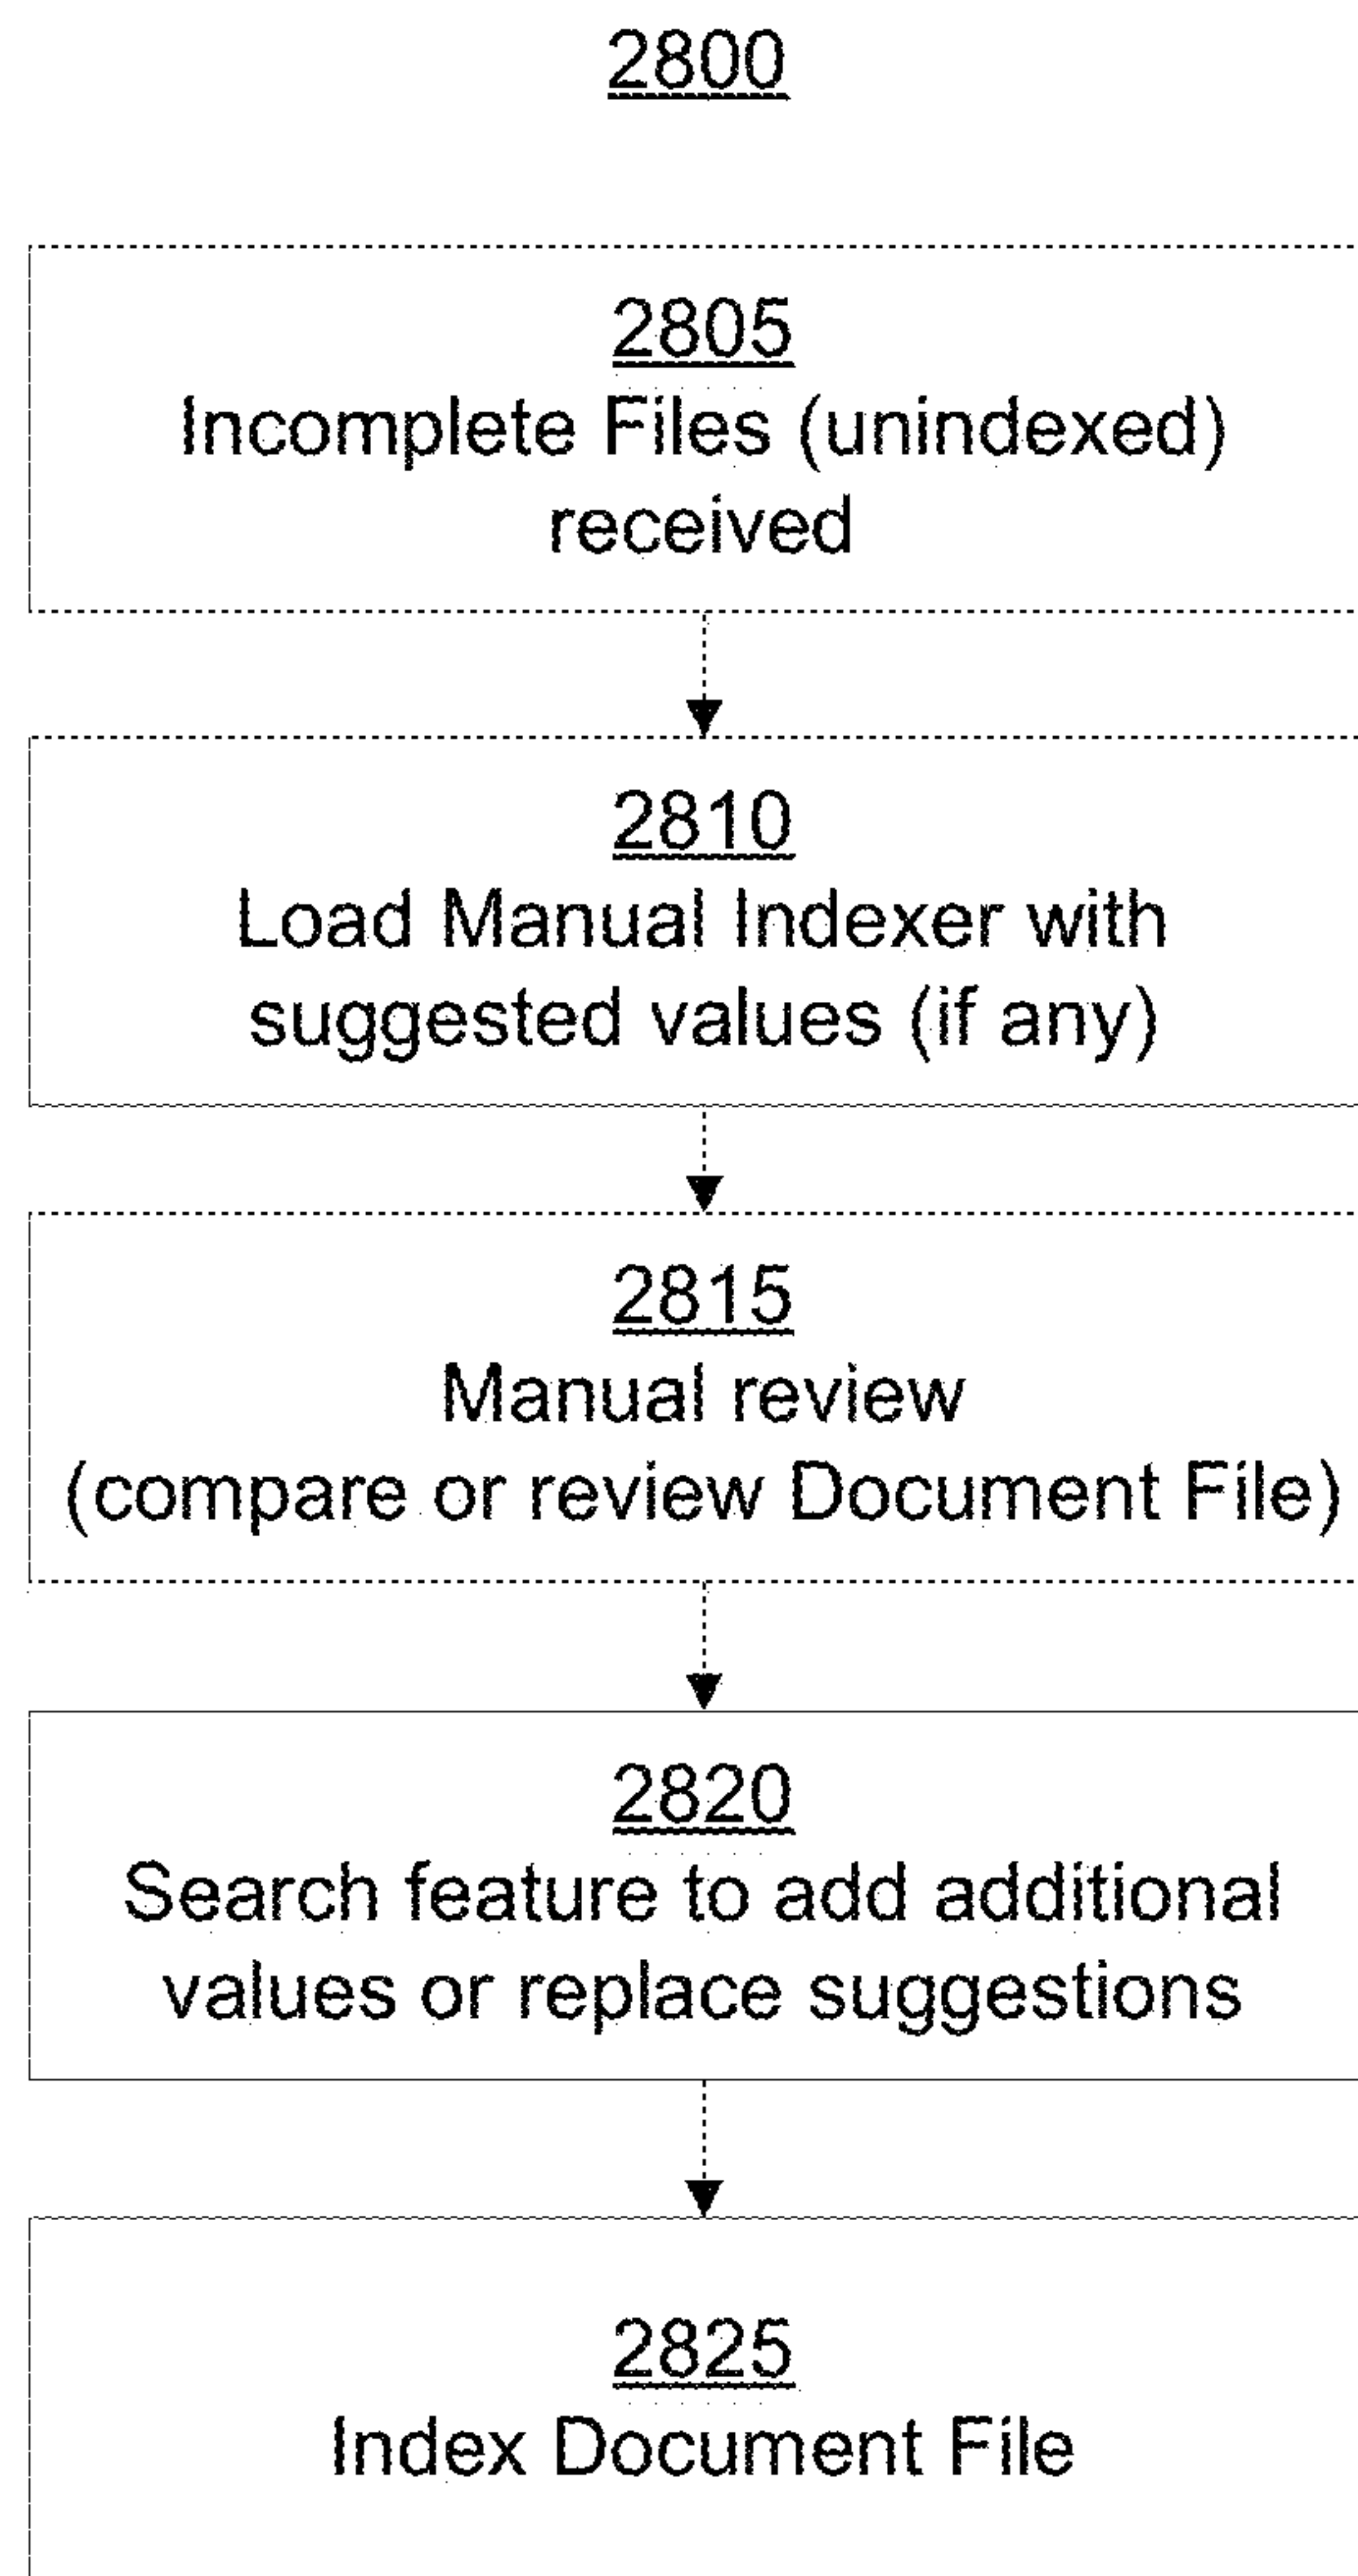 2800
2805
Incomplete Files (unindexed)
received
2810
Load Manual Indexer with
suggested values (if any)
2815
Manual review
(compare or review Document File)
2820
Search feature to add additional
values or replace suggestions
2825
Index Document File